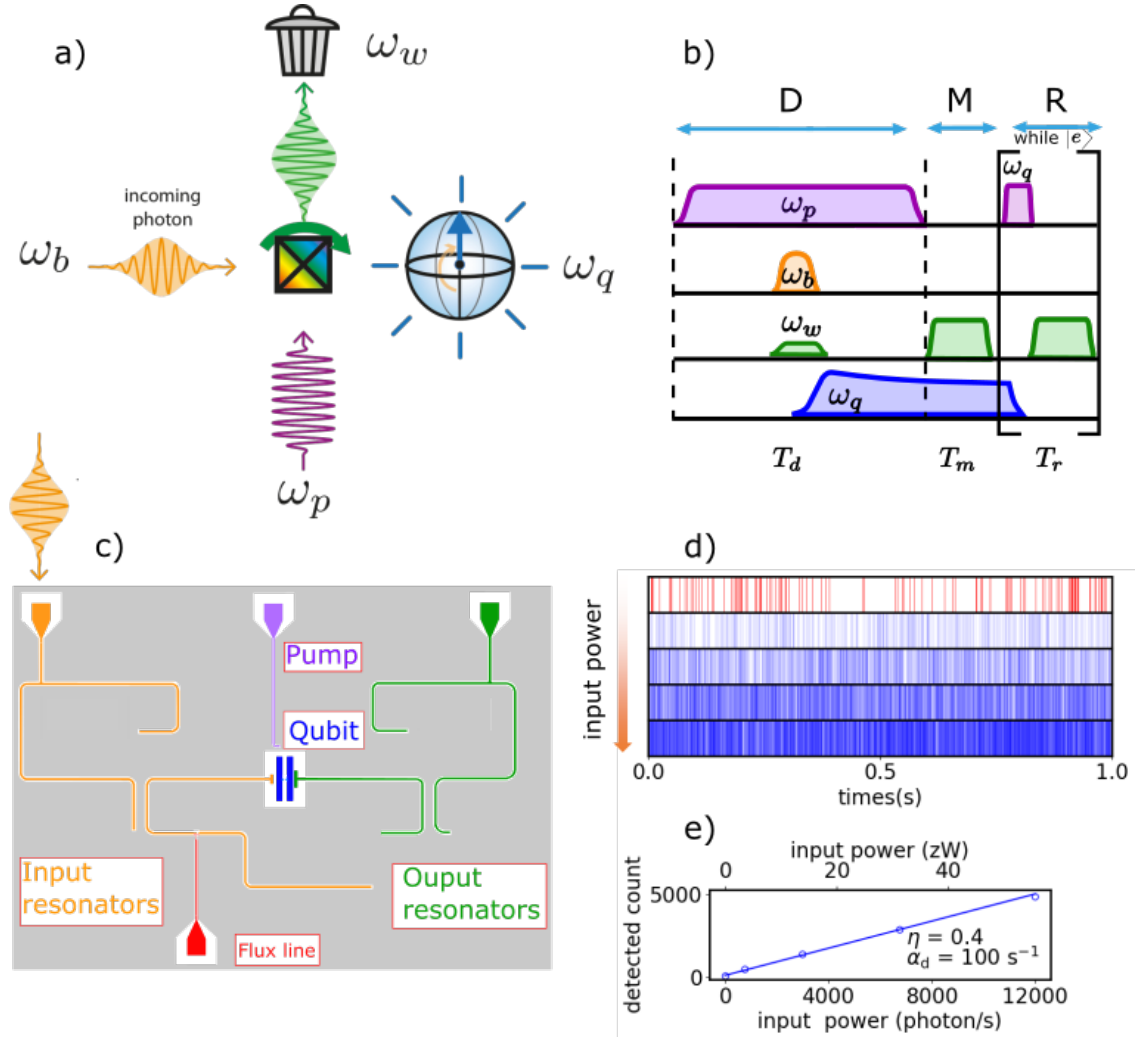 a)
ω_w
incoming
photon
ω_b
ω_q
ω_p
b)
D M R
while |e⟩
ω_q
ω_p
ω_b
ω_w
ω_q
T_d T_m T_r
c)
Pump
Qubit
Input
resonators
Ouput
resonators
Flux line
d)
input power
0.0 0.5 1.0
times(s)
e)
input power (zW)
0 20 40
detected count
5000
0
η = 0.4
α_d = 100 s⁻¹
0 4000 8000 12000
input power (photon/s)